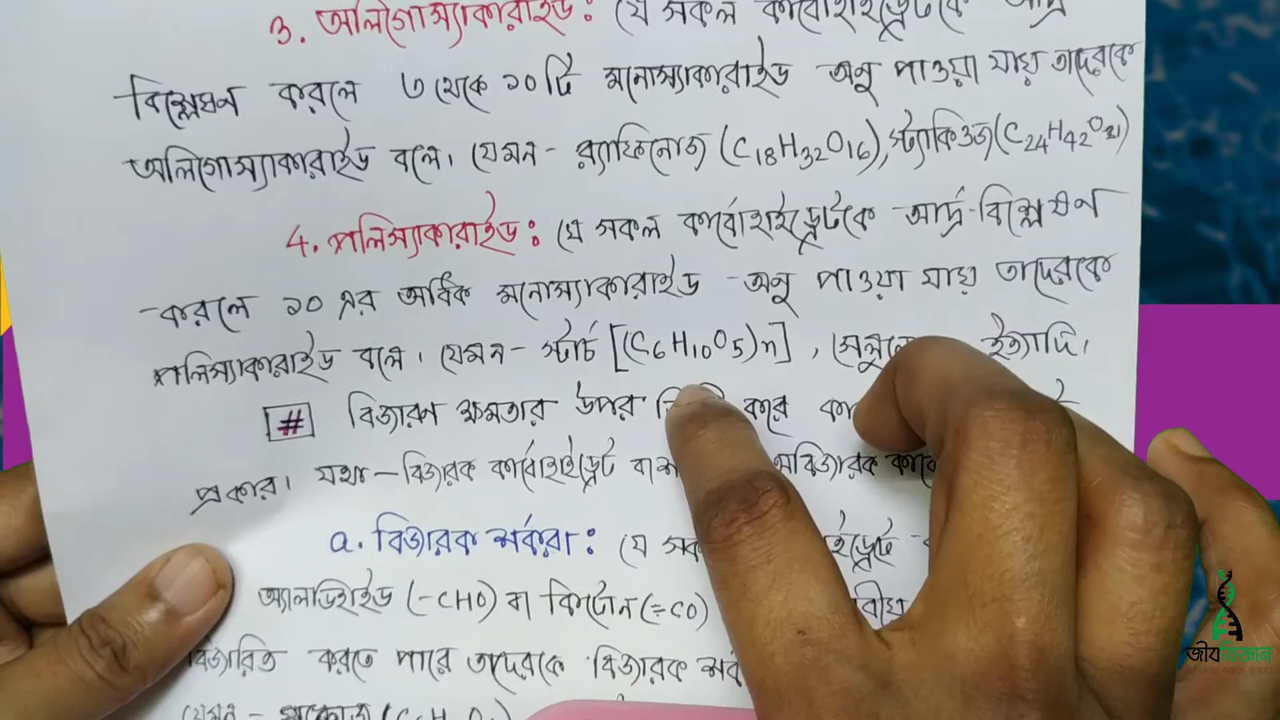 3. অলিগোস্যাকারাইড: যে সকল কার্বোহাইড্রেটকে আর্দ্র
বিশ্লেষণ করলে ৩ থেকে ১০টি মনোস্যাকারাইড অনু পাওয়া যায় তাদেরকে
অলিগোস্যাকারাইড বলে। যেমন- র‍্যাফিনোজ (C18H32O16), স্ট্যাকিওজ (C24H42O21)
4. পলিস্যাকারাইড: যে সকল কার্বোহাইড্রেটকে আর্দ্র-বিশ্লেষণ
করলে ১০ এর অধিক মনোস্যাকারাইড অনু পাওয়া যায় তাদেরকে
পলিস্যাকারাইড বলে। যেমন- স্টার্চ [(C6H10O5)n], ইত্যাদি।
# বিজারণ ক্ষমতার উপর করে
প্রকার। যথা-বিজারক কার্বোহাইড্রেট বা অবিজারক
a. বিজারক শর্করা: যে
অ্যালডিহাইড (-CHO) বা কিটোন (=CO)
বিজারিত করতে পারে তাদেরকে বিজারক
যেমন-
জীববিজ্ঞান